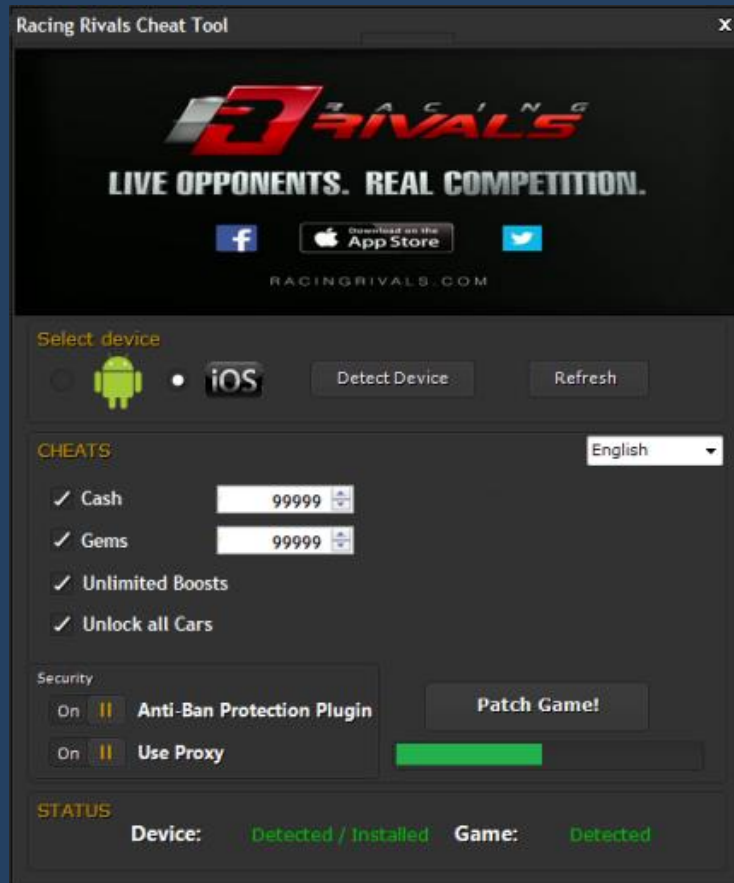 Racing Rivals Cheat Tool X
RACING
RIVALS
LIVE OPPONENTS. REAL COMPETITION.
f Download on the App Store
RACINGRIVALS.COM
Select device
iOS Detect Device Refresh
CHEATS English
Cash 99999
Gems 99999
Unlimited Boosts
Unlock all Cars
Security
On Anti-Ban Protection Plugin Patch Game!
On Use Proxy
STATUS
Device: Detected / Installed Game: Detected